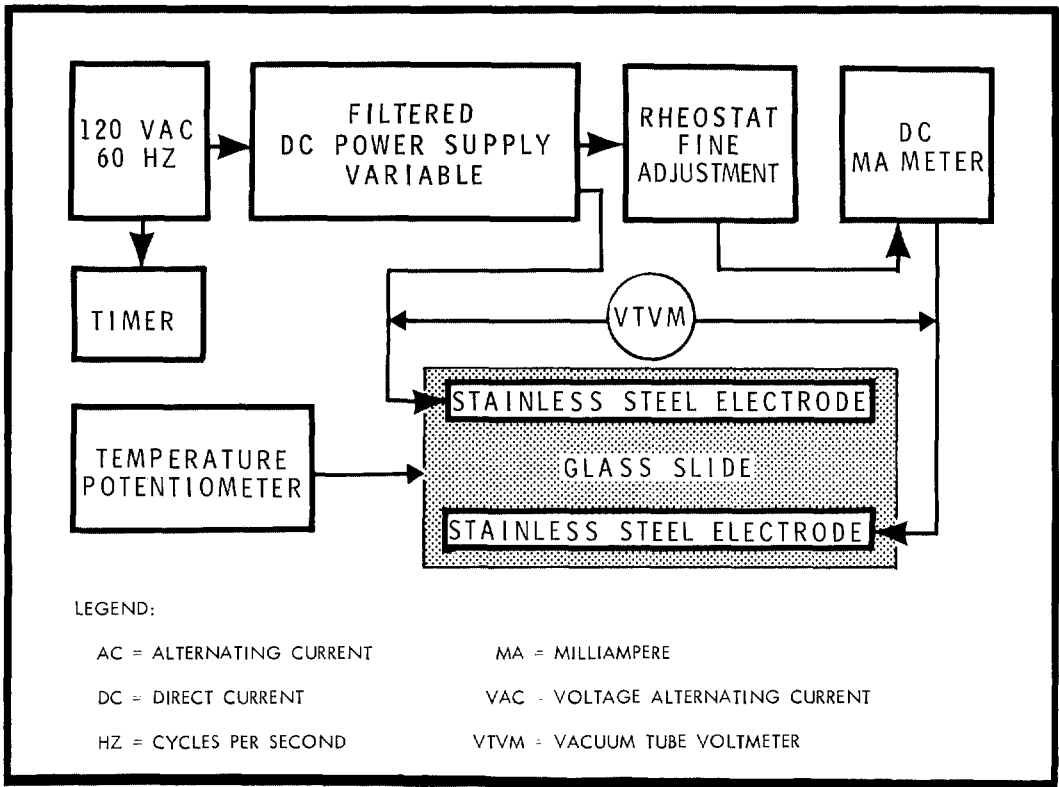 120 VAC
60 HZ
FILTERED
DC POWER SUPPLY
VARIABLE
RHEOSTAT
FINE
ADJUSTMENT
DC
MA METER
TIMER
VTVM
STAINLESS STEEL ELECTRODE
TEMPERATURE
POTENTIOMETER
GLASS SLIDE
STAINLESS STEEL ELECTRODE
LEGEND:
AC = ALTERNATING CURRENT
MA = MILLIAMPERE
DC = DIRECT CURRENT
VAC - VOLTAGE ALTERNATING CURRENT
HZ = CYCLES PER SECOND
VTVM = VACUUM TUBE VOLTMETER